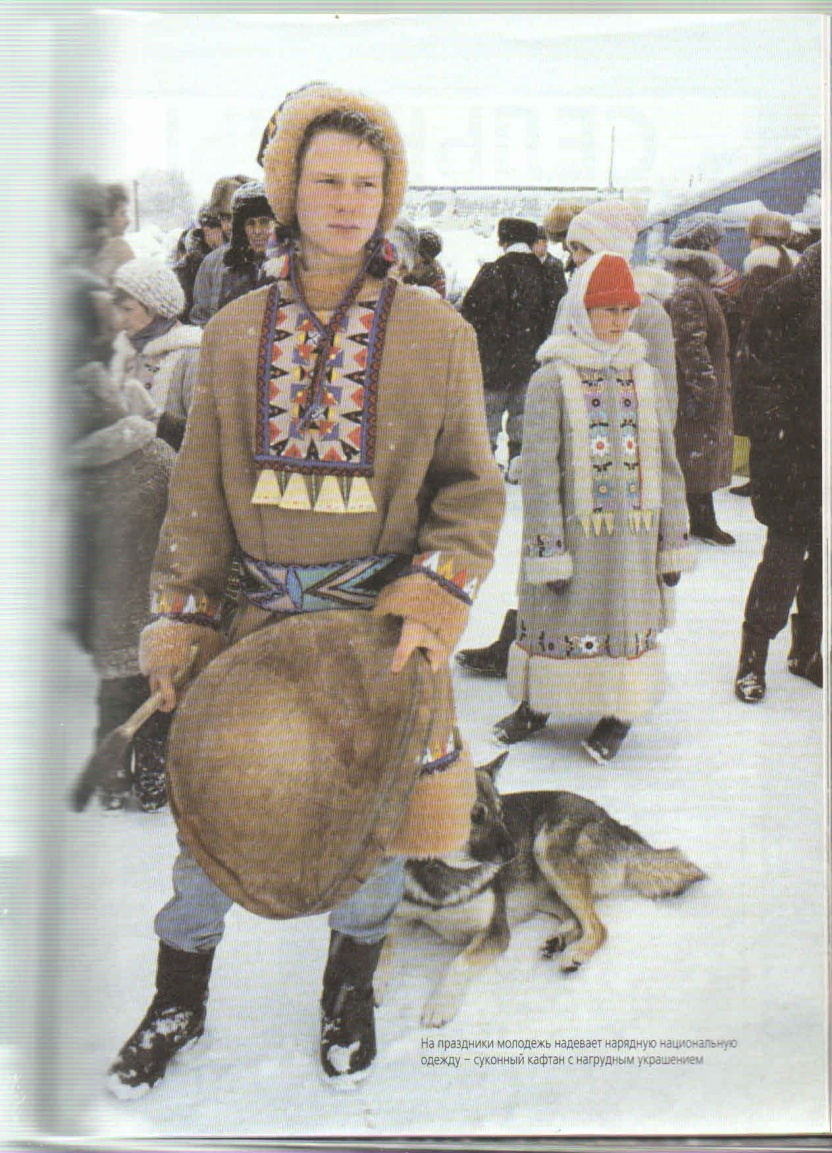 На праздники молодежь надевает нарядную национальную
одежду – суконный кафтан с нагрудным украшением